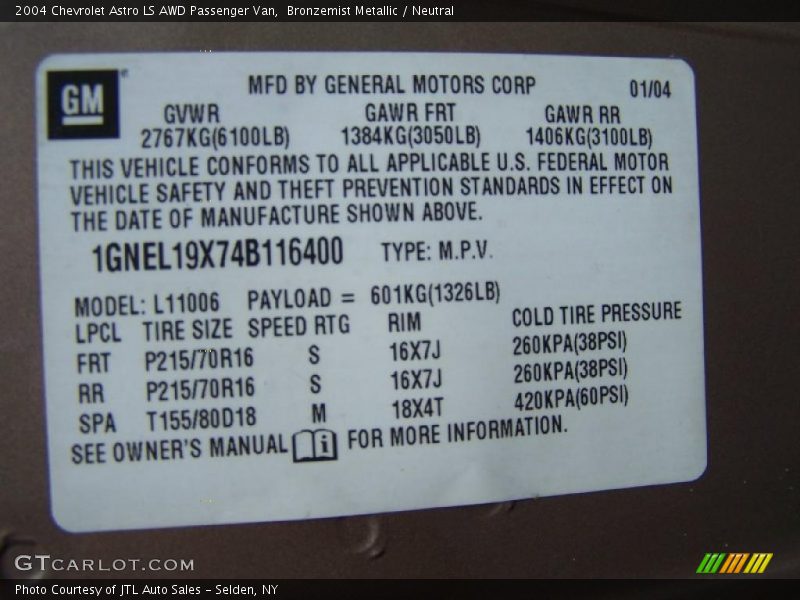 2004 Chevrolet Astro LS AWD Passenger Van, Bronzemist Metallic / Neutral
GM
MFD BY GENERAL MOTORS CORP 01/04
GVWR GAWR FRT GAWR RR
2767KG(6100LB) 1384KG(3050LB) 1406KG(3100LB)
THIS VEHICLE CONFORMS TO ALL APPLICABLE U.S. FEDERAL MOTOR
VEHICLE SAFETY AND THEFT PREVENTION STANDARDS IN EFFECT ON
THE DATE OF MANUFACTURE SHOWN ABOVE.
1GNEL19X74B116400 TYPE: M.P.V.
MODEL: L11006 PAYLOAD = 601KG(1326LB)
LPCL TIRE SIZE SPEED RTG RIM COLD TIRE PRESSURE
FRT P215/70R16 S 16X7J 260KPA(38PSI)
RR P215/70R16 S 16X7J 260KPA(38PSI)
SPA T155/80D18 M 18X4T 420KPA(60PSI)
SEE OWNER'S MANUAL i FOR MORE INFORMATION.
GTCARLOT.COM
Photo Courtesy of JTL Auto Sales - Selden, NY